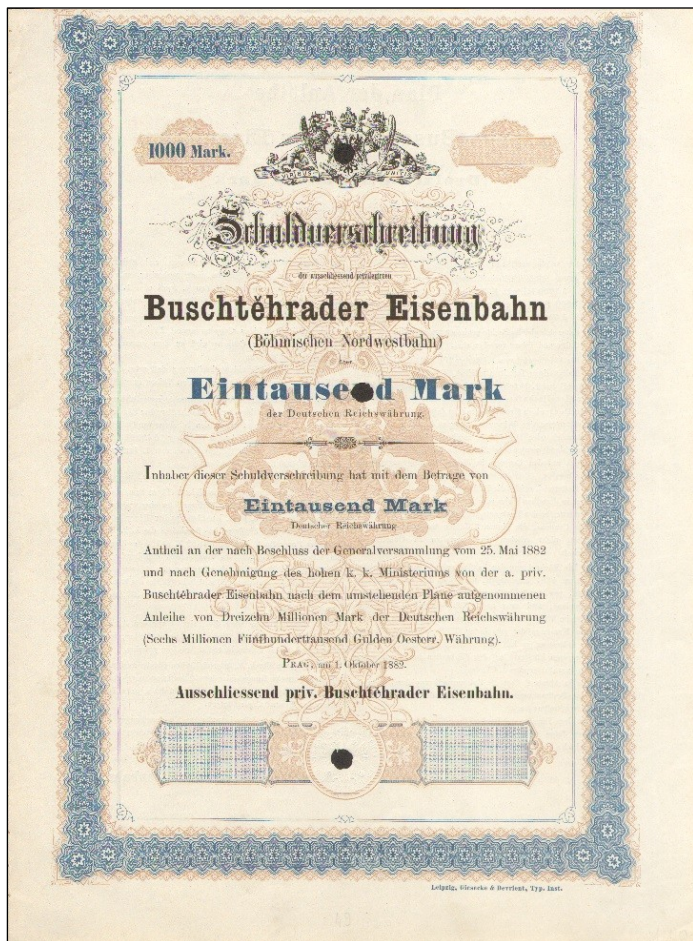 1000 Mark.
VIRIBUS UNITIS
Schuldverschreibung
der ausschliessend privilegirten
Buschtěhrader Eisenbahn
(Böhmischen Nordwestbahn)
über
Eintausend Mark
der Deutschen Reichswährung.
Inhaber dieser Schuldverschreibung hat mit dem Betrage von
Eintausend Mark
Deutscher Reichswährung
Antheil an der nach Beschluss der Generalversammlung vom 25. Mai 1882
und nach Genehmigung des hohen k. k. Ministeriums von der a. priv.
Buschtěhrader Eisenbahn nach dem umstehenden Plane aufgenommenen
Anleihe von Dreizehn Millionen Mark der Deutschen Reichswährung
(Sechs Millionen Fünfhunderttausend Gulden Oesterr. Währung).
PRAG, am 1. Oktober 1882.
Ausschliessend priv. Buschtěhrader Eisenbahn.
Leipzig, Giesecke & Devrient, Typ. Inst.